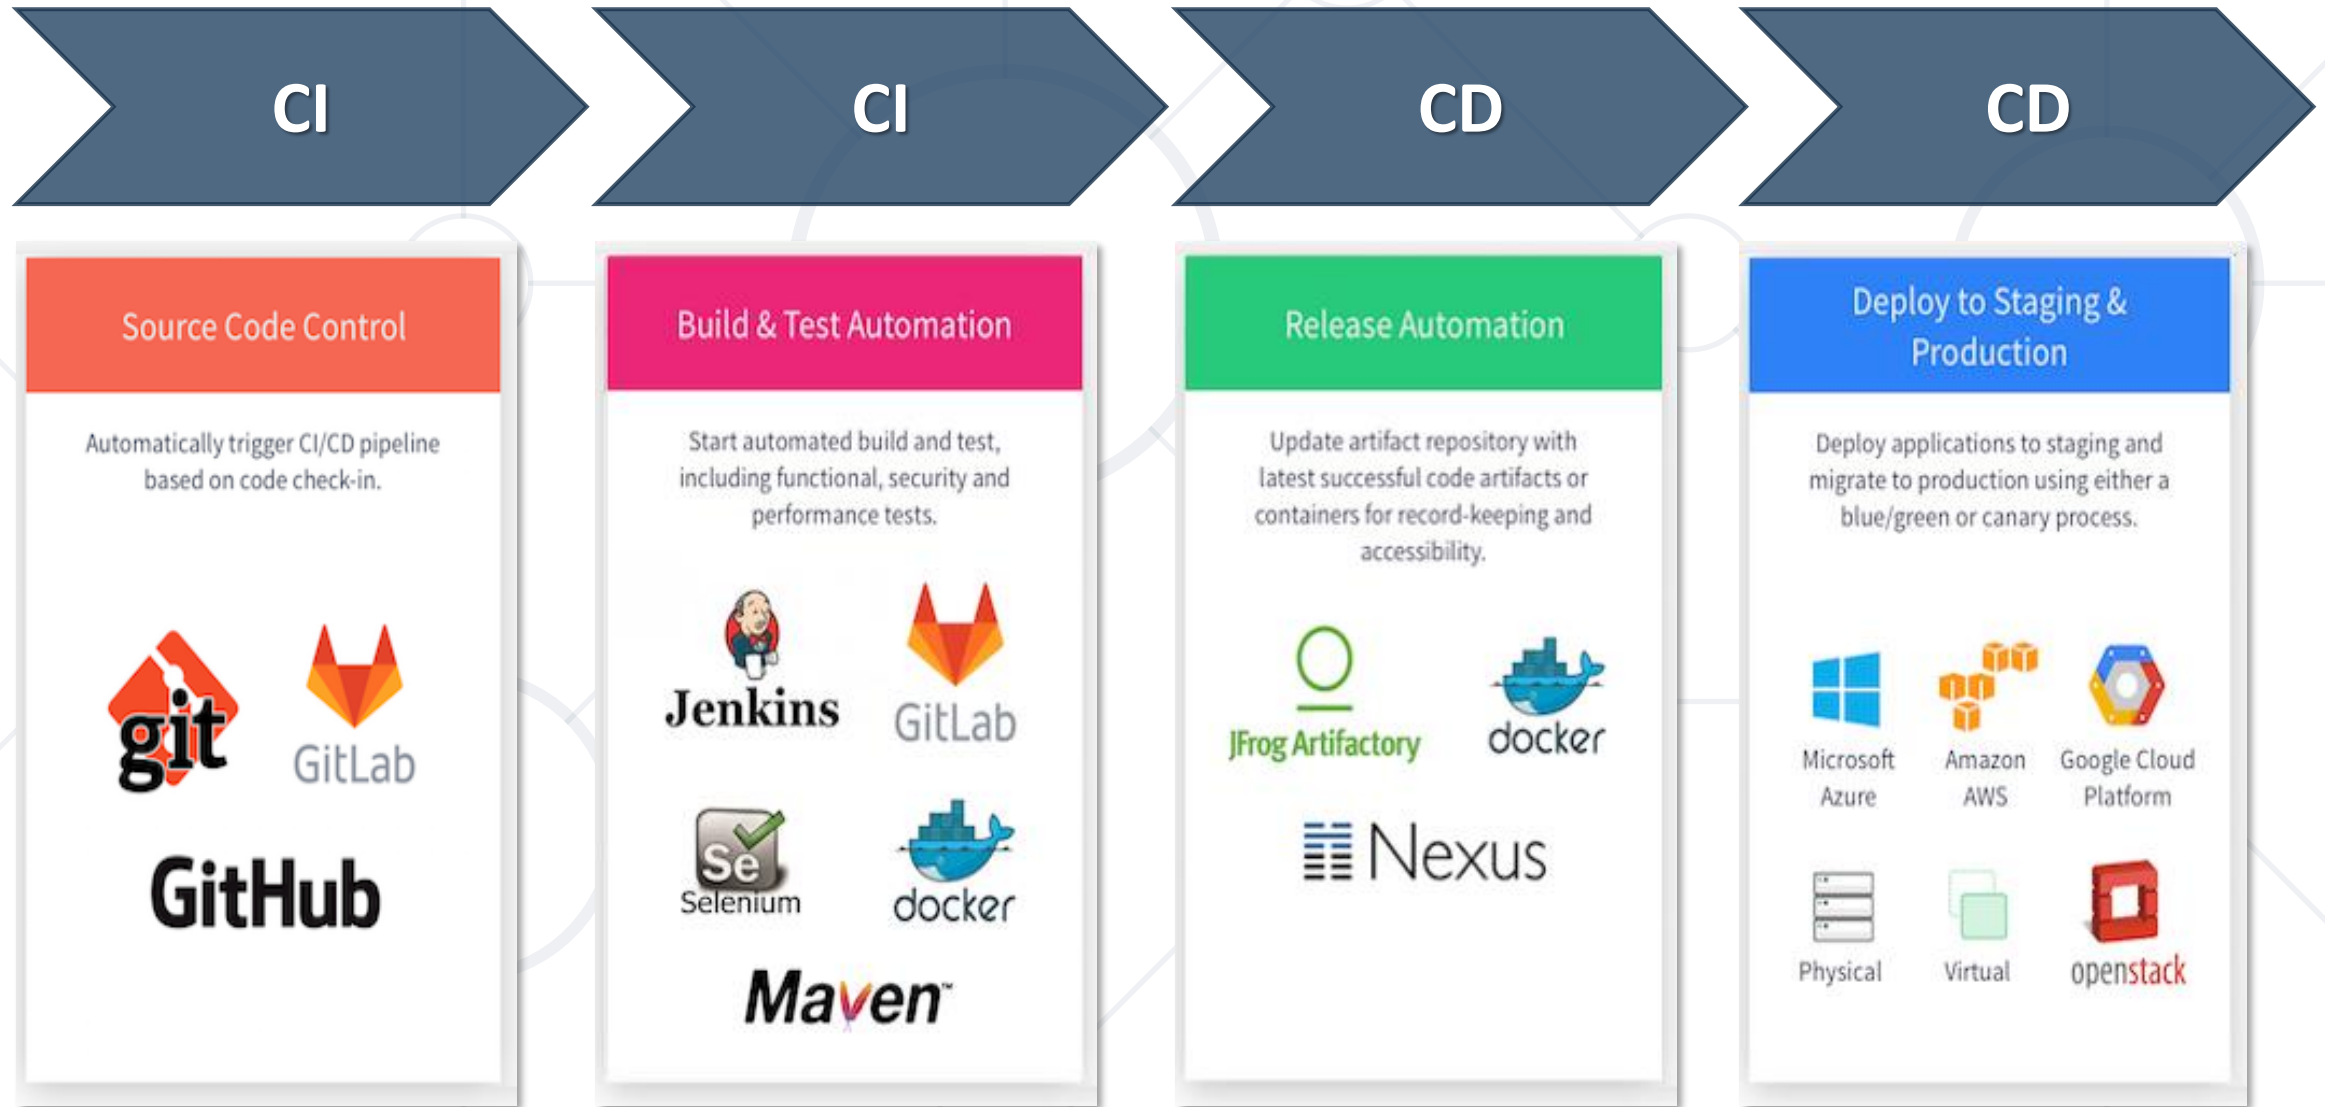 CI
CI
CD
CD
Source Code Control
Automatically trigger CI/CD pipeline
based on code check-in.
git
GitLab
GitHub
Build & Test Automation
Start automated build and test,
including functional, security and
performance tests.
Jenkins
GitLab
Se
Selenium
docker
Maven™
Release Automation
Update artifact repository with
latest successful code artifacts or
containers for record-keeping and
accessibility.
JFrog Artifactory
docker
Nexus
Deploy to Staging &
Production
Deploy applications to staging and
migrate to production using either a
blue/green or canary process.
Microsoft
Azure
Amazon
AWS
Google Cloud
Platform
Physical
Virtual
openstack